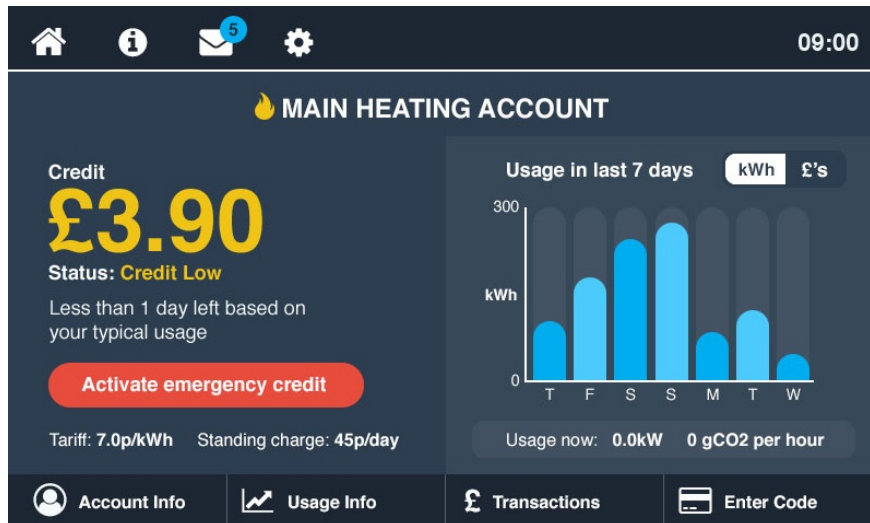 5
09:00
MAIN HEATING ACCOUNT
Credit
£3.90
Status: Credit Low
Less than 1 day left based on
your typical usage
Activate emergency credit
Tariff: 7.0p/kWh Standing charge: 45p/day
Usage in last 7 days
kWh £'s
300
kWh
0
T F S S M T W
Usage now: 0.0kW 0 gCO2 per hour
Account Info
Usage Info
£ Transactions
Enter Code